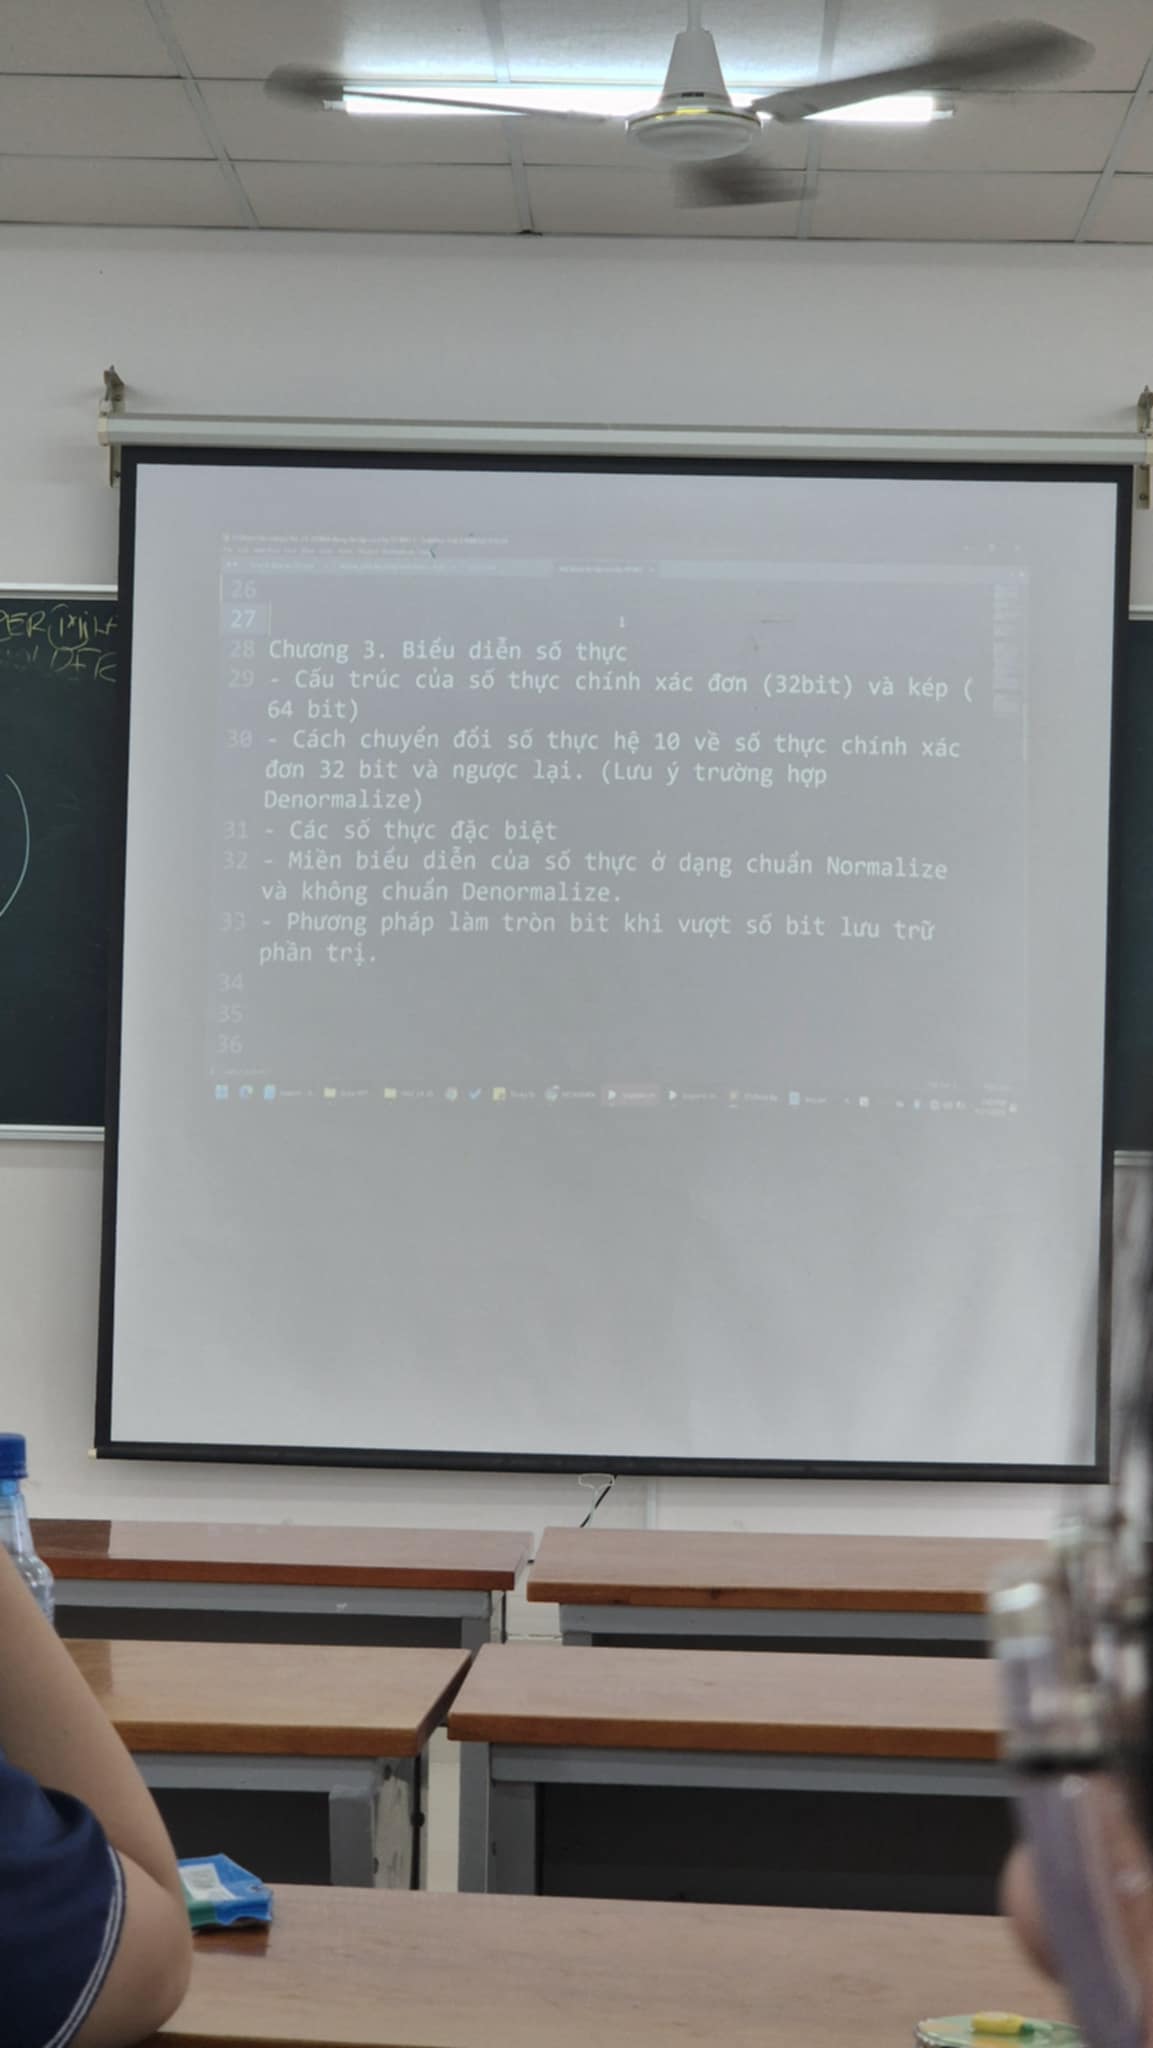 PER
26
27
28 Chương 3. Biểu diễn số thực
29 - Cấu trúc của số thực chính xác đơn (32bit) và kép (
64 bit)
30 - Cách chuyển đổi số thực hệ 10 về số thực chính xác
đơn 32 bit và ngược lại. (Lưu ý trường hợp
Denormalize)
31 - Các số thực đặc biệt
32 - Miền biểu diễn của số thực ở dạng chuẩn Normalize
và không chuẩn Denormalize.
33 - Phương pháp làm tròn bit khi vượt số bit lưu trữ
phần trị.
34
35
36